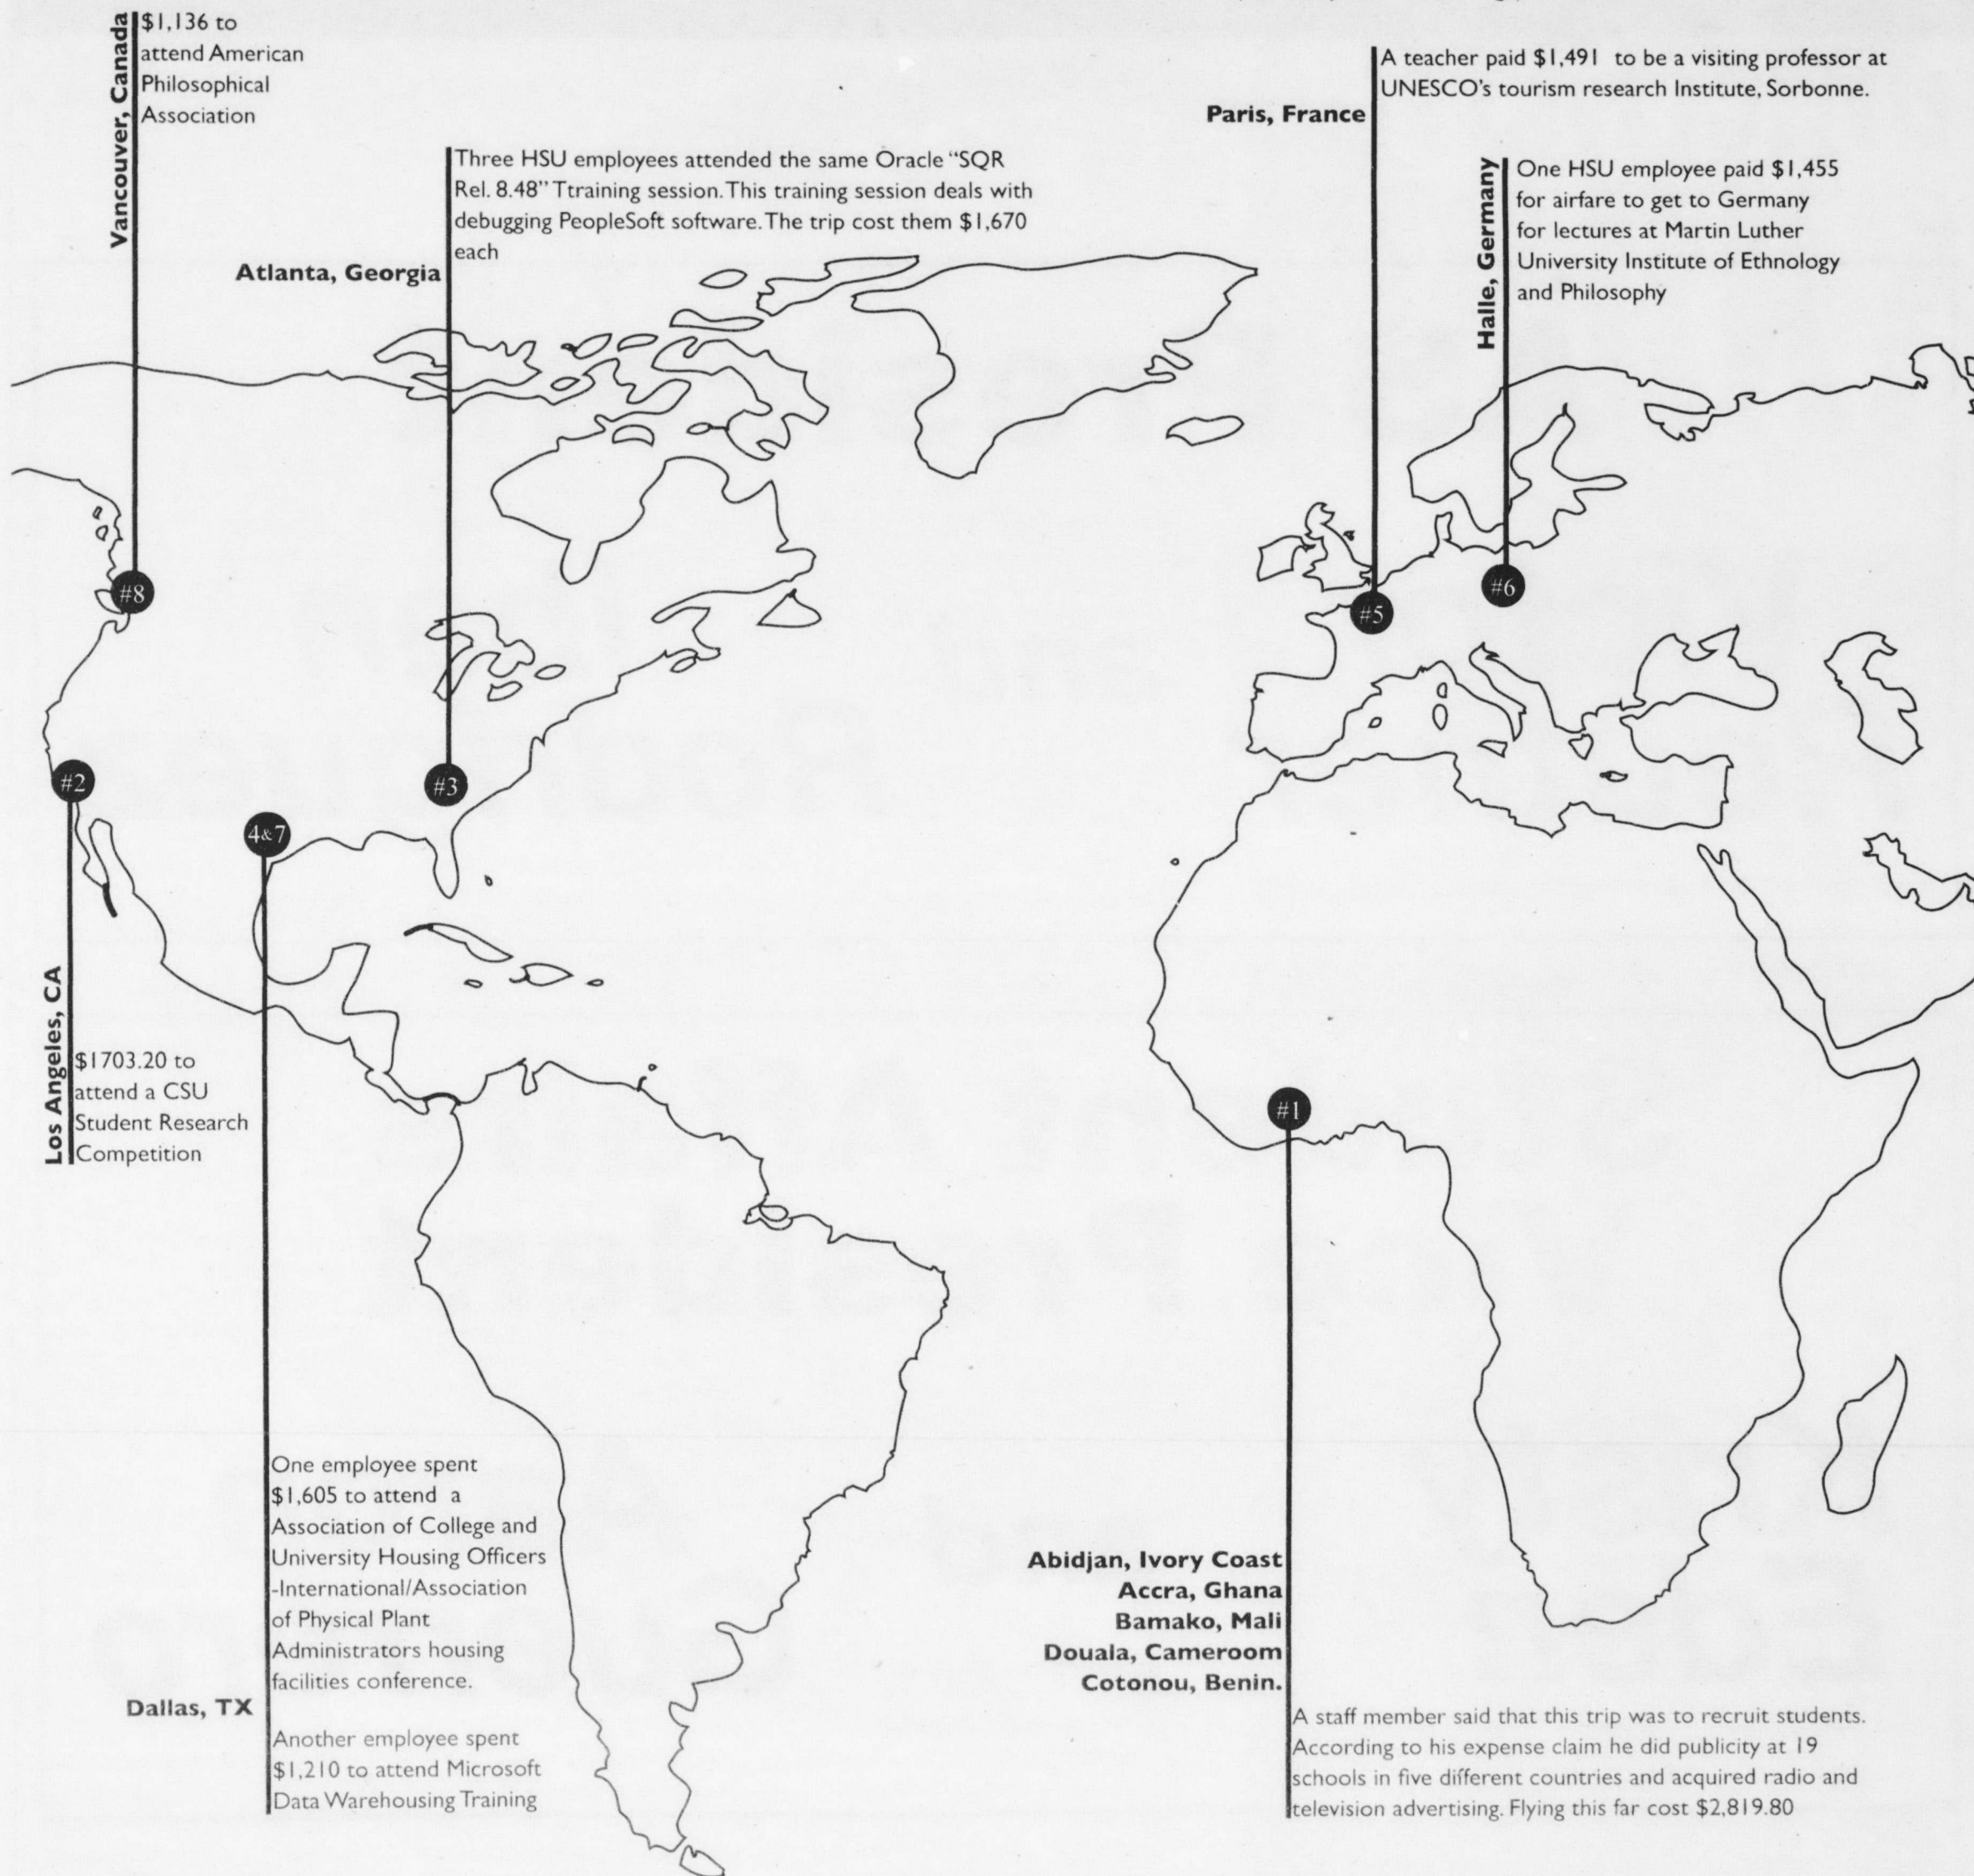 Vancouver, Canada
$1,136 to
attend American
Philosophical
Association
Atlanta, Georgia
Three HSU employees attended the same Oracle “SQR
Rel. 8.48” Ttraining session. This training session deals with
debugging PeopleSoft software. The trip cost them $1,670
each
Paris, France
A teacher paid $1,491 to be a visiting professor at
UNESCO's tourism research Institute, Sorbonne.
Halle, Germany
One HSU employee paid $1,455
for airfare to get to Germany
for lectures at Martin Luther
University Institute of Ethnology
and Philosophy
#8
#6
#5
#2
#3
4&7
#1
Los Angeles, CA
$1703.20 to
attend a CSU
Student Research
Competition
Dallas, TX
One employee spent
$1,605 to attend a
Association of College and
University Housing Officers
-International/Association
of Physical Plant
Administrators housing
facilities conference.
Another employee spent
$1,210 to attend Microsoft
Data Warehousing Training
Abidjan, Ivory Coast
Accra, Ghana
Bamako, Mali
Douala, Cameroom
Cotonou, Benin.
A staff member said that this trip was to recruit students.
According to his expense claim he did publicity at 19
schools in five different countries and acquired radio and
television advertising. Flying this far cost $2,819.80